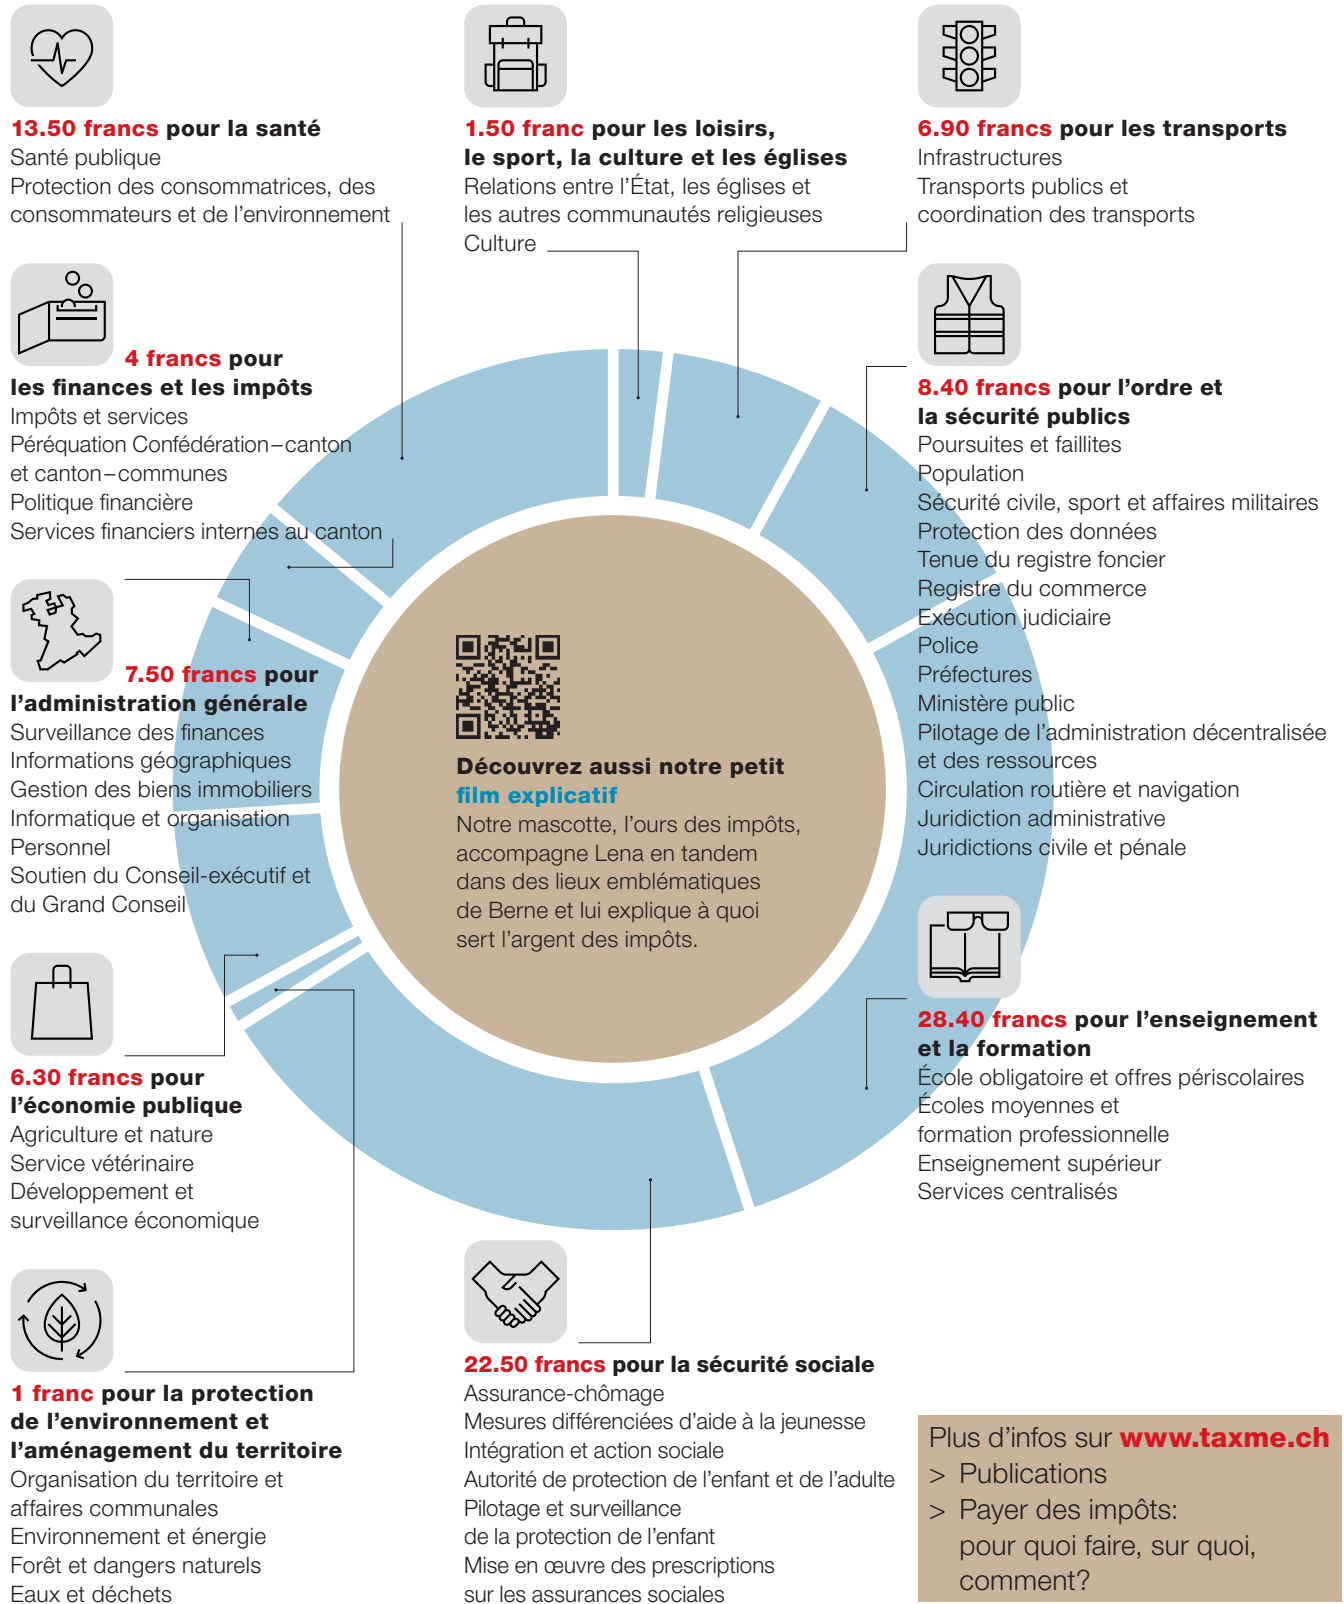 13.50 francs pour la santé
Santé publique
Protection des consommatrices, des
consommateurs et de l'environnement
1.50 franc pour les loisirs,
le sport, la culture et les églises
Relations entre l'État, les églises et
les autres communautés religieuses
Culture
6.90 francs pour les transports
Infrastructures
Transports publics et
coordination des transports
4 francs pour
les finances et les impôts
Impôts et services
Péréquation Confédération–canton
et canton–communes
Politique financière
Services financiers internes au canton
8.40 francs pour l'ordre et
la sécurité publics
Poursuites et faillites
Population
Sécurité civile, sport et affaires militaires
Protection des données
Tenue du registre foncier
Registre du commerce
Exécution judiciaire
Police
Préfectures
Ministère public
Pilotage de l'administration décentralisée
et des ressources
Circulation routière et navigation
Juridiction administrative
Juridictions civile et pénale
7.50 francs pour
l'administration générale
Surveillance des finances
Informations géographiques
Gestion des biens immobiliers
Informatique et organisation
Personnel
Soutien du Conseil-exécutif et
du Grand Conseil
Découvrez aussi notre petit
film explicatif
Notre mascotte, l'ours des impôts,
accompagne Lena en tandem
dans des lieux emblématiques
de Berne et lui explique à quoi
sert l'argent des impôts.
6.30 francs pour
l'économie publique
Agriculture et nature
Service vétérinaire
Développement et
surveillance économique
28.40 francs pour l'enseignement
et la formation
École obligatoire et offres périscolaires
Écoles moyennes et
formation professionnelle
Enseignement supérieur
Services centralisés
1 franc pour la protection
de l'environnement et
l'aménagement du territoire
Organisation du territoire et
affaires communales
Environnement et énergie
Forêt et dangers naturels
Eaux et déchets
22.50 francs pour la sécurité sociale
Assurance-chômage
Mesures différenciées d'aide à la jeunesse
Intégration et action sociale
Autorité de protection de l'enfant et de l'adulte
Pilotage et surveillance
de la protection de l'enfant
Mise en œuvre des prescriptions
sur les assurances sociales
Plus d'infos sur www.taxme.ch
> Publications
> Payer des impôts:
pour quoi faire, sur quoi,
comment?